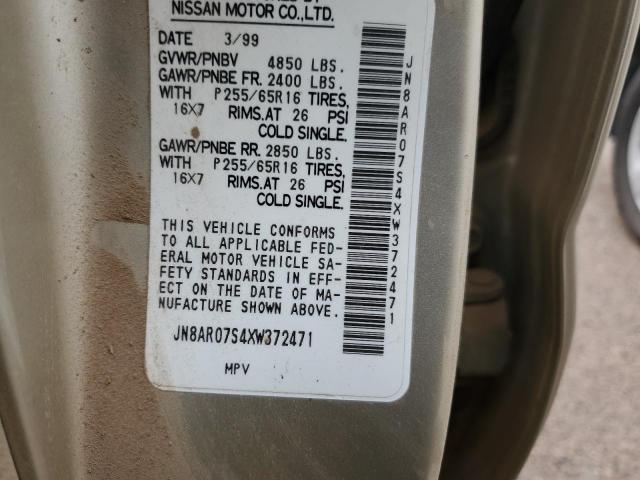 NISSAN MOTOR CO.,LTD.
DATE 3/99
GVWR/PNBV 4850 LBS.
GAWR/PNBE FR. 2400 LBS.
WITH P255/65R16 TIRES,
16X7 RIMS.AT 26 PSI
COLD SINGLE.
GAWR/PNBE RR. 2850 LBS.
WITH P255/65R16 TIRES,
16X7 RIMS.AT 26 PSI
COLD SINGLE.
THIS VEHICLE CONFORMS
TO ALL APPLICABLE FED-
ERAL MOTOR VEHICLE SA-
FETY STANDARDS IN EFF-
ECT ON THE DATE OF MA-
NUFACTURE SHOWN ABOVE.
JN8AR07S4XW372471
MPV
JN8AR07S4XW372471